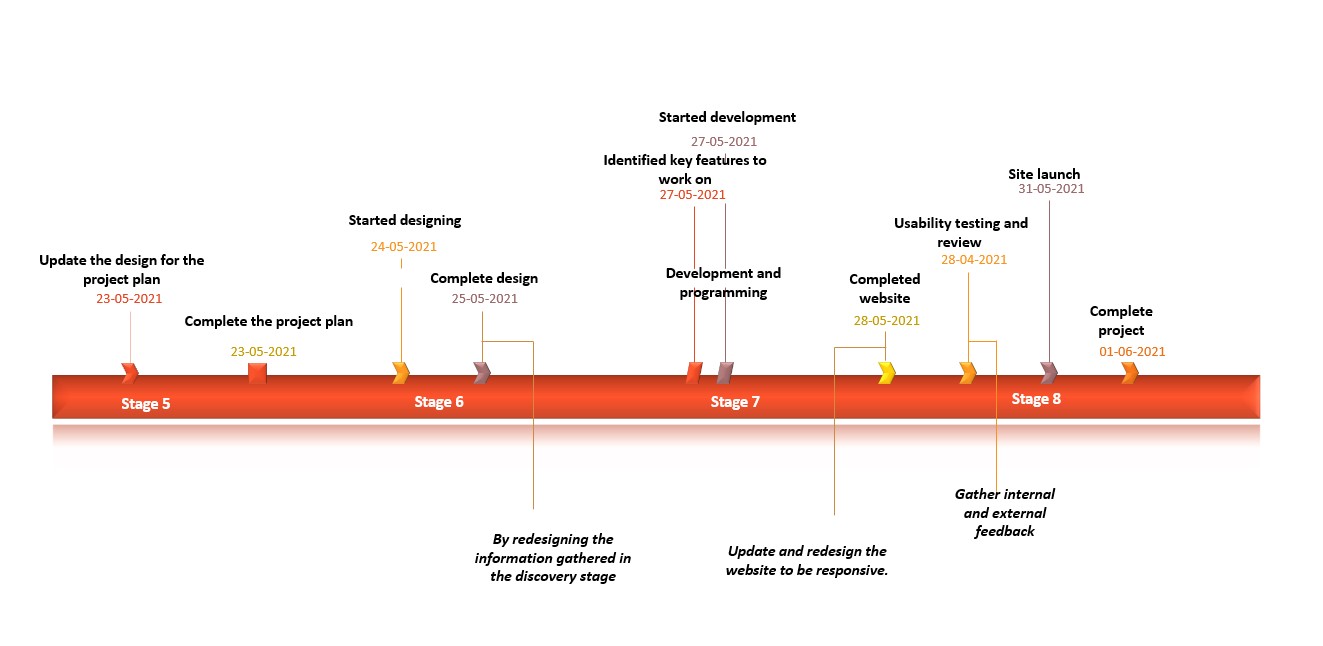 Started development
27-05-2021
Identified key features to
work on
27-05-2021
Site launch
31-05-2021
Started designing
24-05-2021
Usability testing and
review
28-04-2021
Update the design for the
project plan
23-05-2021
Complete design
25-05-2021
Development and
programming
Completed
website
28-05-2021
Complete the project plan
23-05-2021
Complete
project
01-06-2021
Stage 5
Stage 6
Stage 7
Stage 8
By redesigning the
information gathered in
the discovery stage
Update and redesign the
website to be responsive.
Gather internal
and external
feedback